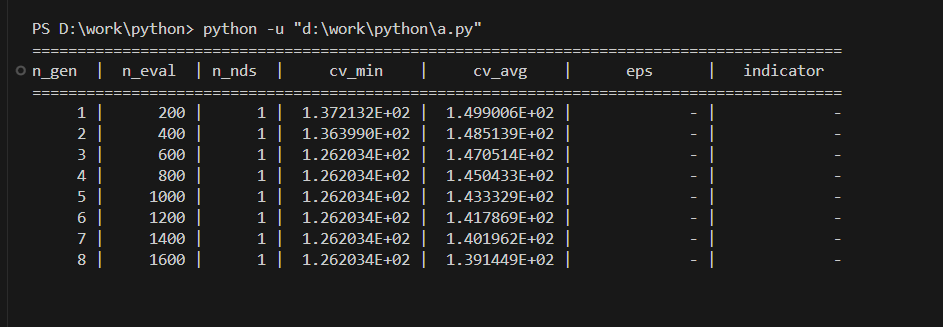 PS D:\work\python> python -u "d:\work\python\a.py"
==========================================================================================
n_gen  |  n_eval  | n_nds  |     cv_min    |     cv_avg    |      eps      |   indicator
==========================================================================================
     1 |      200 |      1 |  1.372132E+02 |  1.499006E+02 |             - |             -
     2 |      400 |      1 |  1.363990E+02 |  1.485139E+02 |             - |             -
     3 |      600 |      1 |  1.262034E+02 |  1.470514E+02 |             - |             -
     4 |      800 |      1 |  1.262034E+02 |  1.450433E+02 |             - |             -
     5 |     1000 |      1 |  1.262034E+02 |  1.433329E+02 |             - |             -
     6 |     1200 |      1 |  1.262034E+02 |  1.417869E+02 |             - |             -
     7 |     1400 |      1 |  1.262034E+02 |  1.401962E+02 |             - |             -
     8 |     1600 |      1 |  1.262034E+02 |  1.391449E+02 |             - |             -